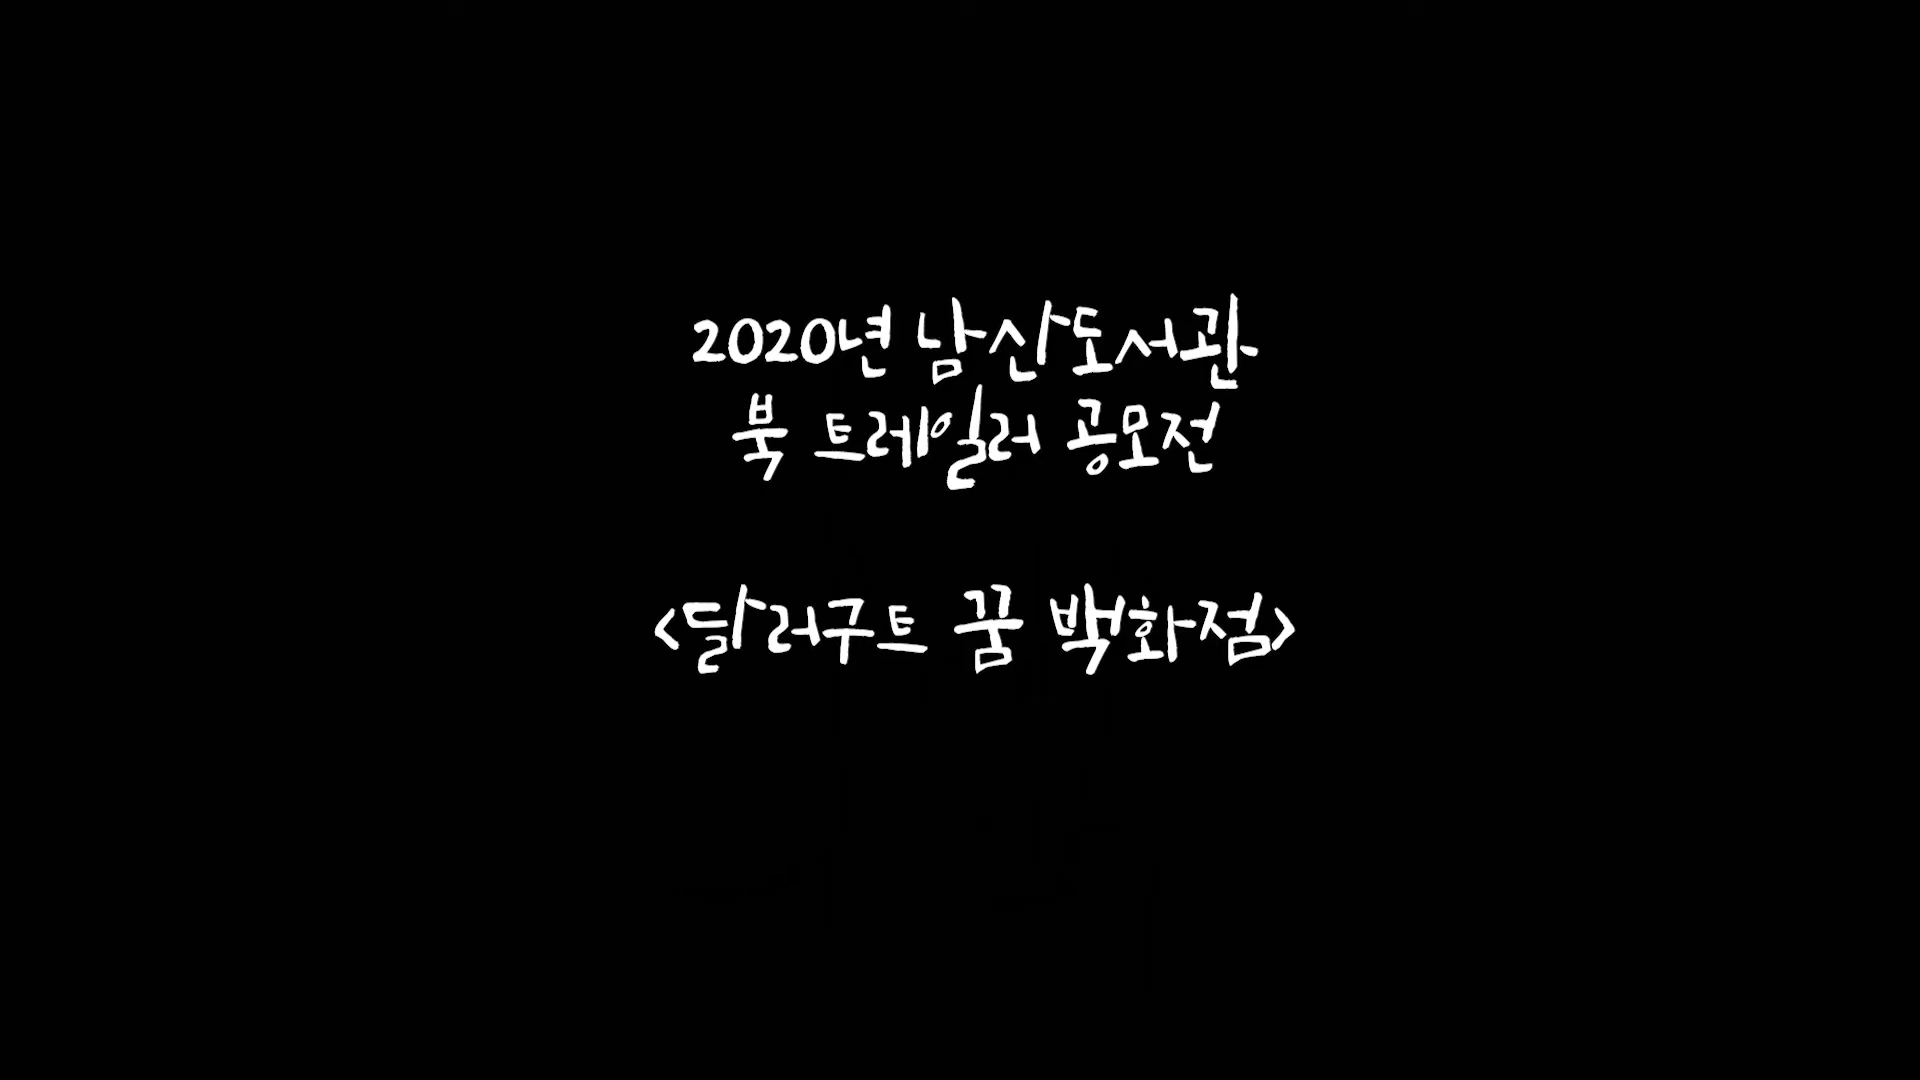 2020년 남산도서관
북 트레일러 공모전
<달러구트 꿈 백화점>